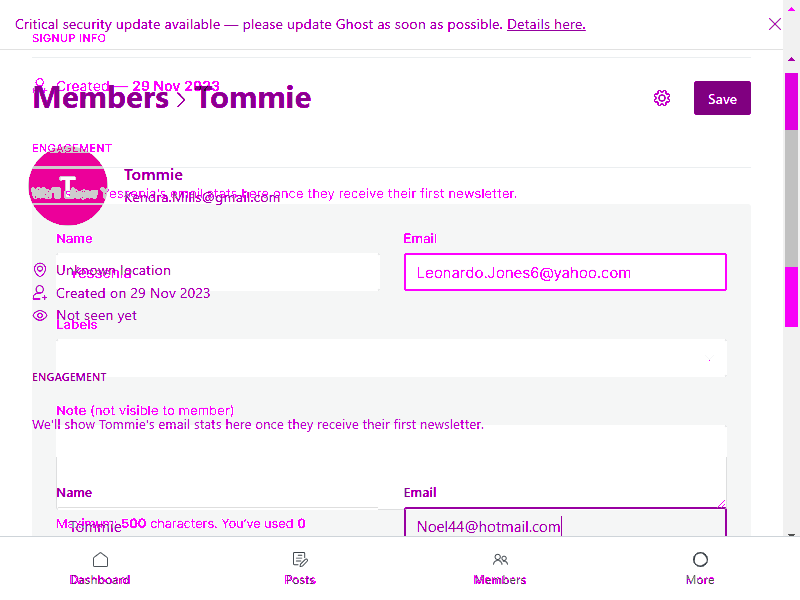 Critical security update available — please update Ghost as soon as possible. Details here.
SIGNUP INFO
Created — 29 Nov 2023
Members › Tommie
Save
ENGAGEMENT
T
Tommie
We'll show Yessenia's email stats here once they receive their first newsletter.
Kendra.Mills@gmail.com
Name
Email
Unknown location
Yessenia
Leonardo.Jones6@yahoo.com
Created on 29 Nov 2023
Not seen yet
Labels
ENGAGEMENT
Note (not visible to member)
We'll show Tommie's email stats here once they receive their first newsletter.
Name
Email
Maximum: 500 characters. You've used 0
Tommie
Noel44@hotmail.com
Dashboard
Posts
Members
More